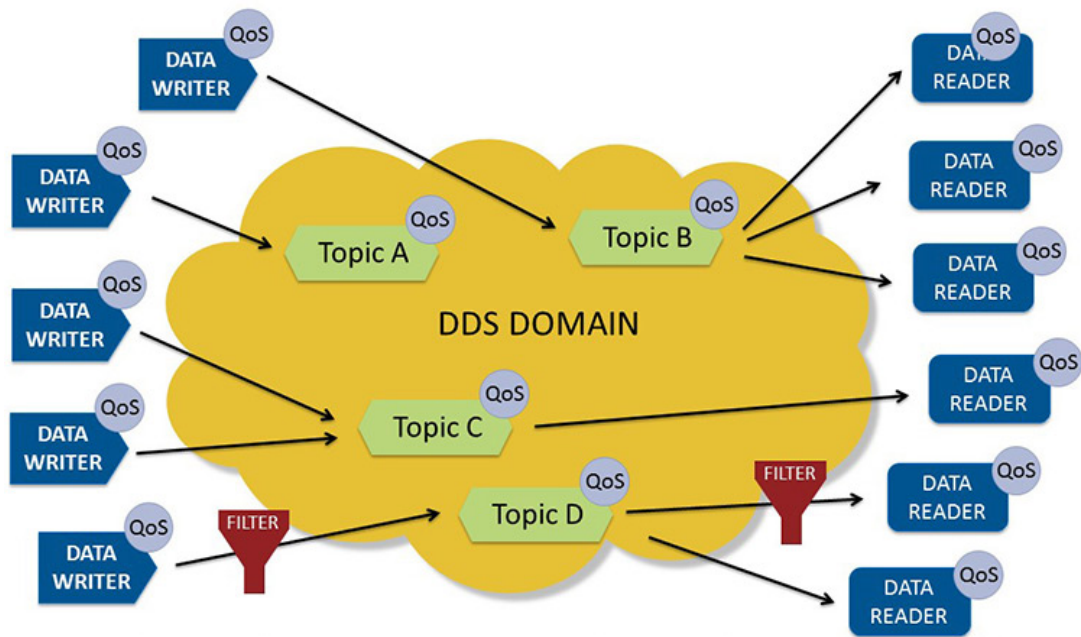 QoS
DATA
WRITER
QoS
DATA
READER
QoS
DATA
WRITER
QoS
DATA
READER
QoS
Topic A
QoS
Topic B
QoS
DATA
READER
QoS
DATA
WRITER
DDS DOMAIN
QoS
DATA
READER
QoS
DATA
WRITER
QoS
Topic C
QoS
Topic D
FILTER
QoS
DATA
READER
QoS
DATA
WRITER
FILTER
QoS
DATA
READER